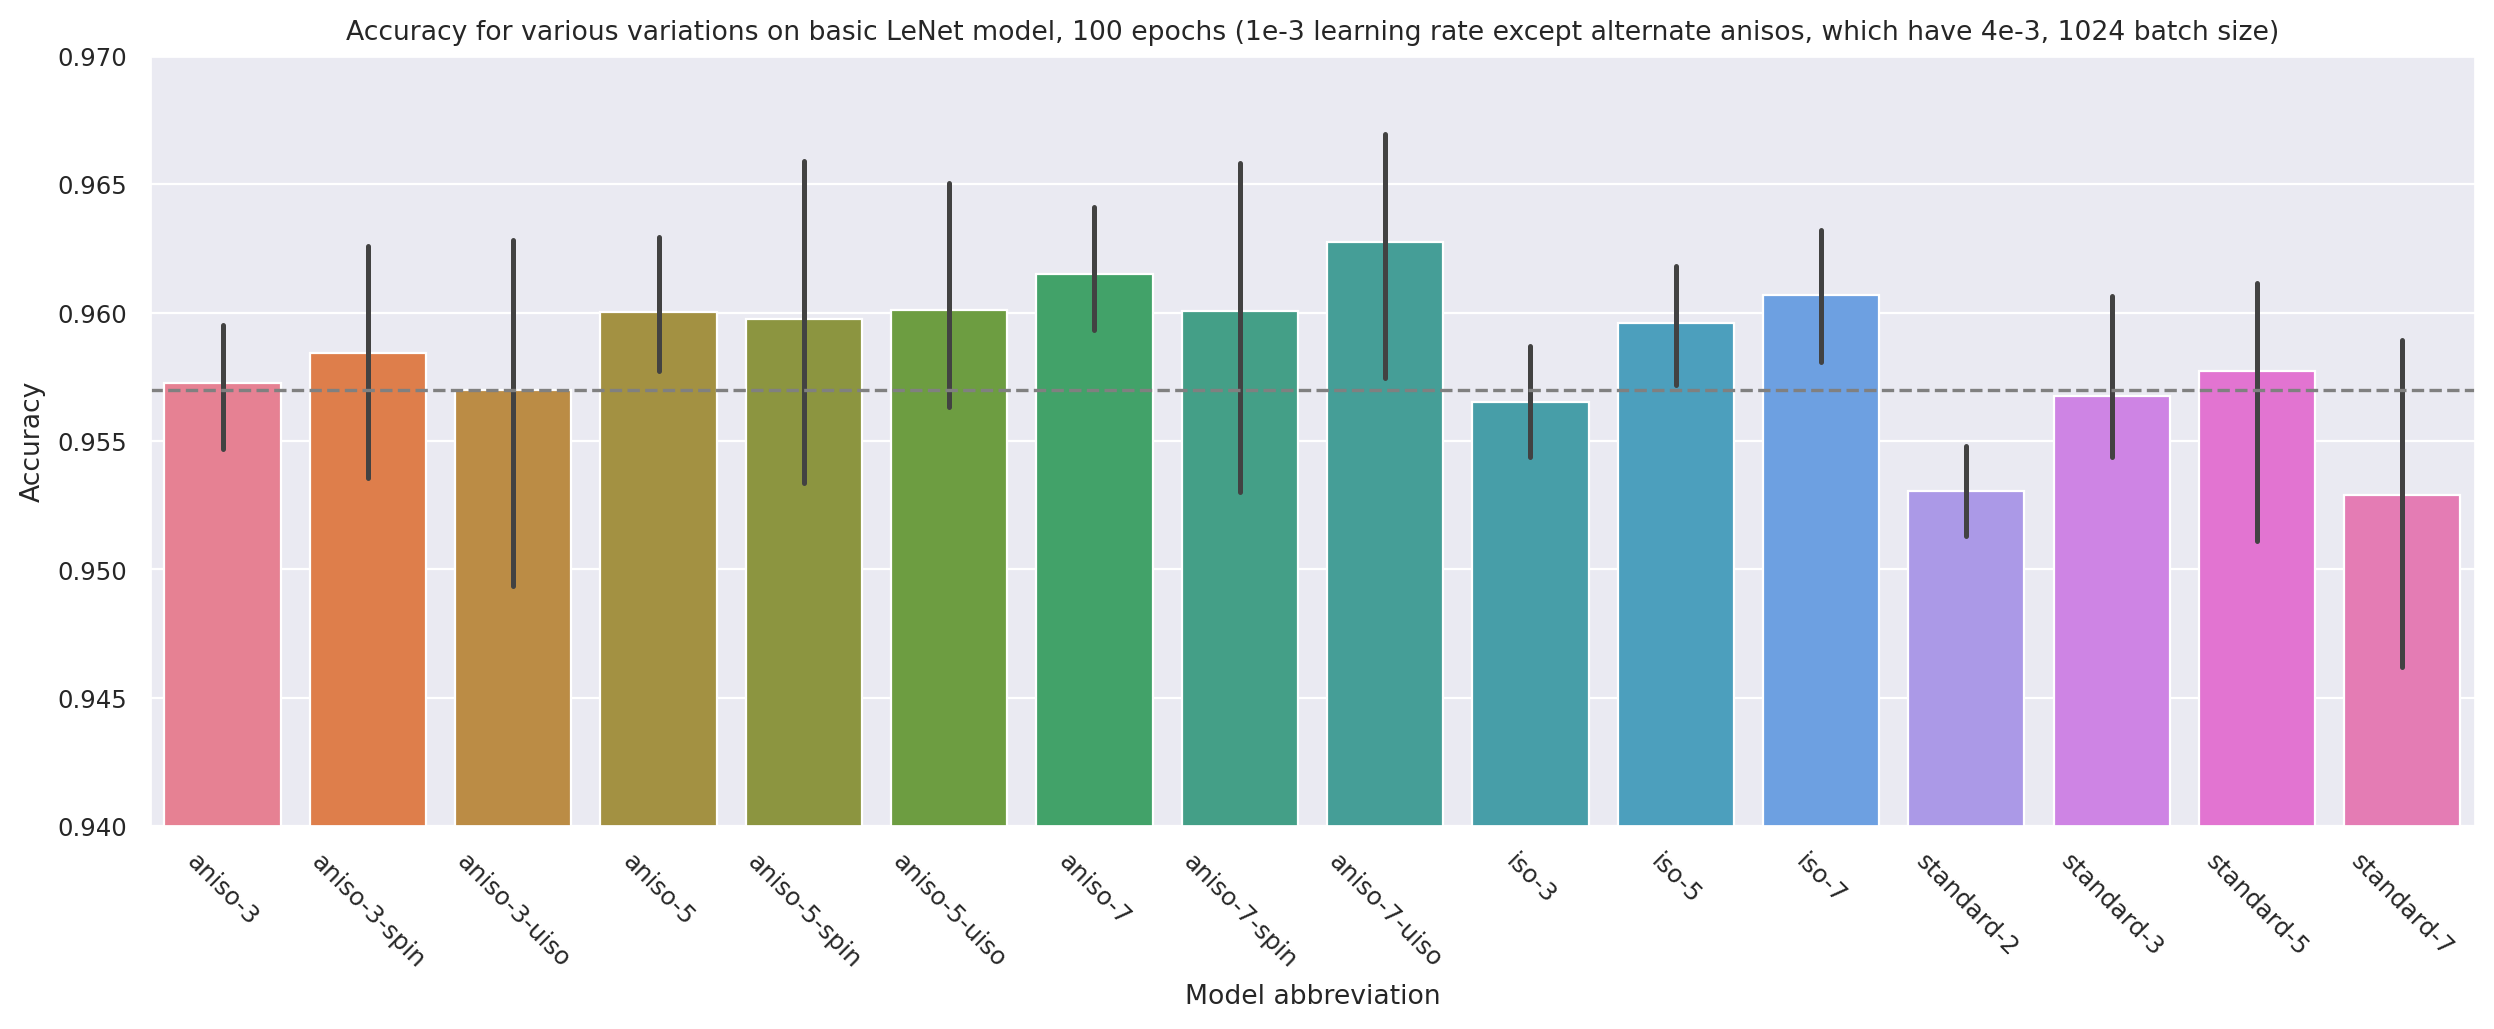 Accuracy for various variations on basic LeNet model, 100 epochs (1e-3 learning rate except alternate anisos, which have 4e-3, 1024 batch size)
0.970
0.965
0.960
0.955
0.950
0.945
0.940
Accuracy
aniso-3
aniso-3-spin
aniso-3-uiso
aniso-5
aniso-5-spin
aniso-5-uiso
aniso-7
aniso-7-spin
aniso-7-uiso
iso-3
iso-5
iso-7
standard-2
standard-3
standard-5
standard-7
Model abbreviation